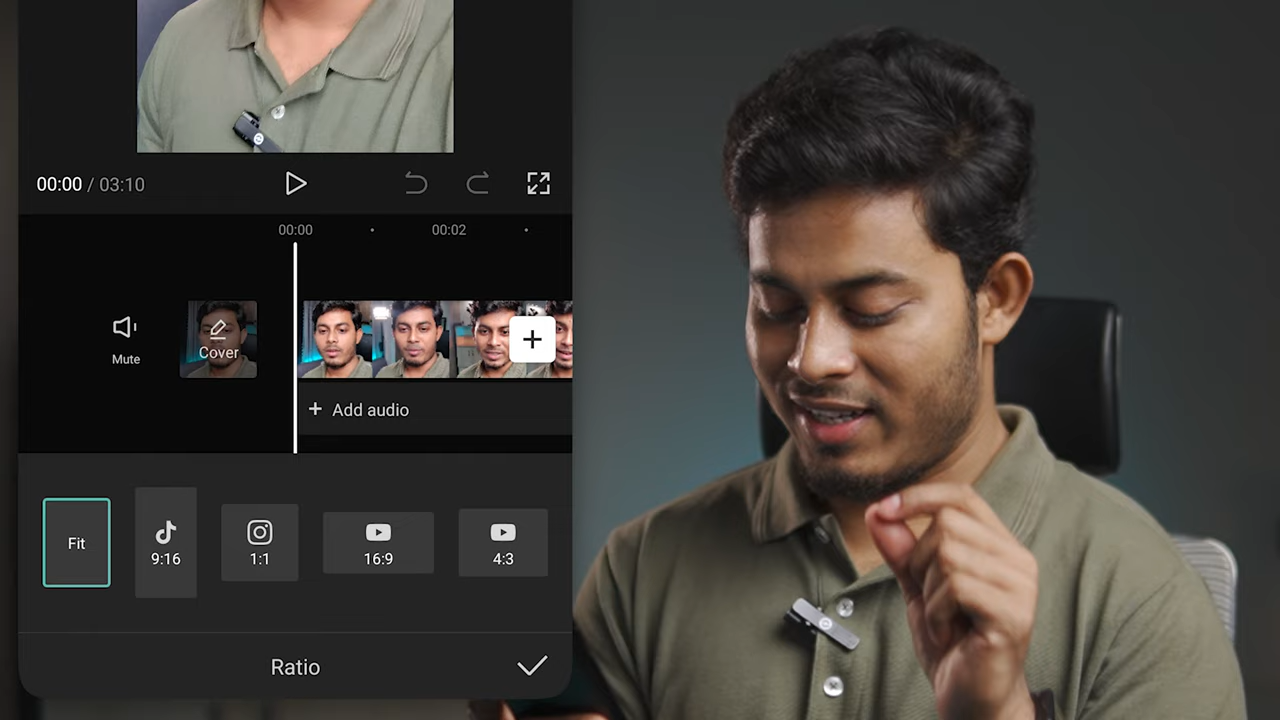 00:00 / 03:10
00:00
00:02
Mute
Cover
+ Add audio
Fit
9:16
1:1
16:9
4:3
Ratio